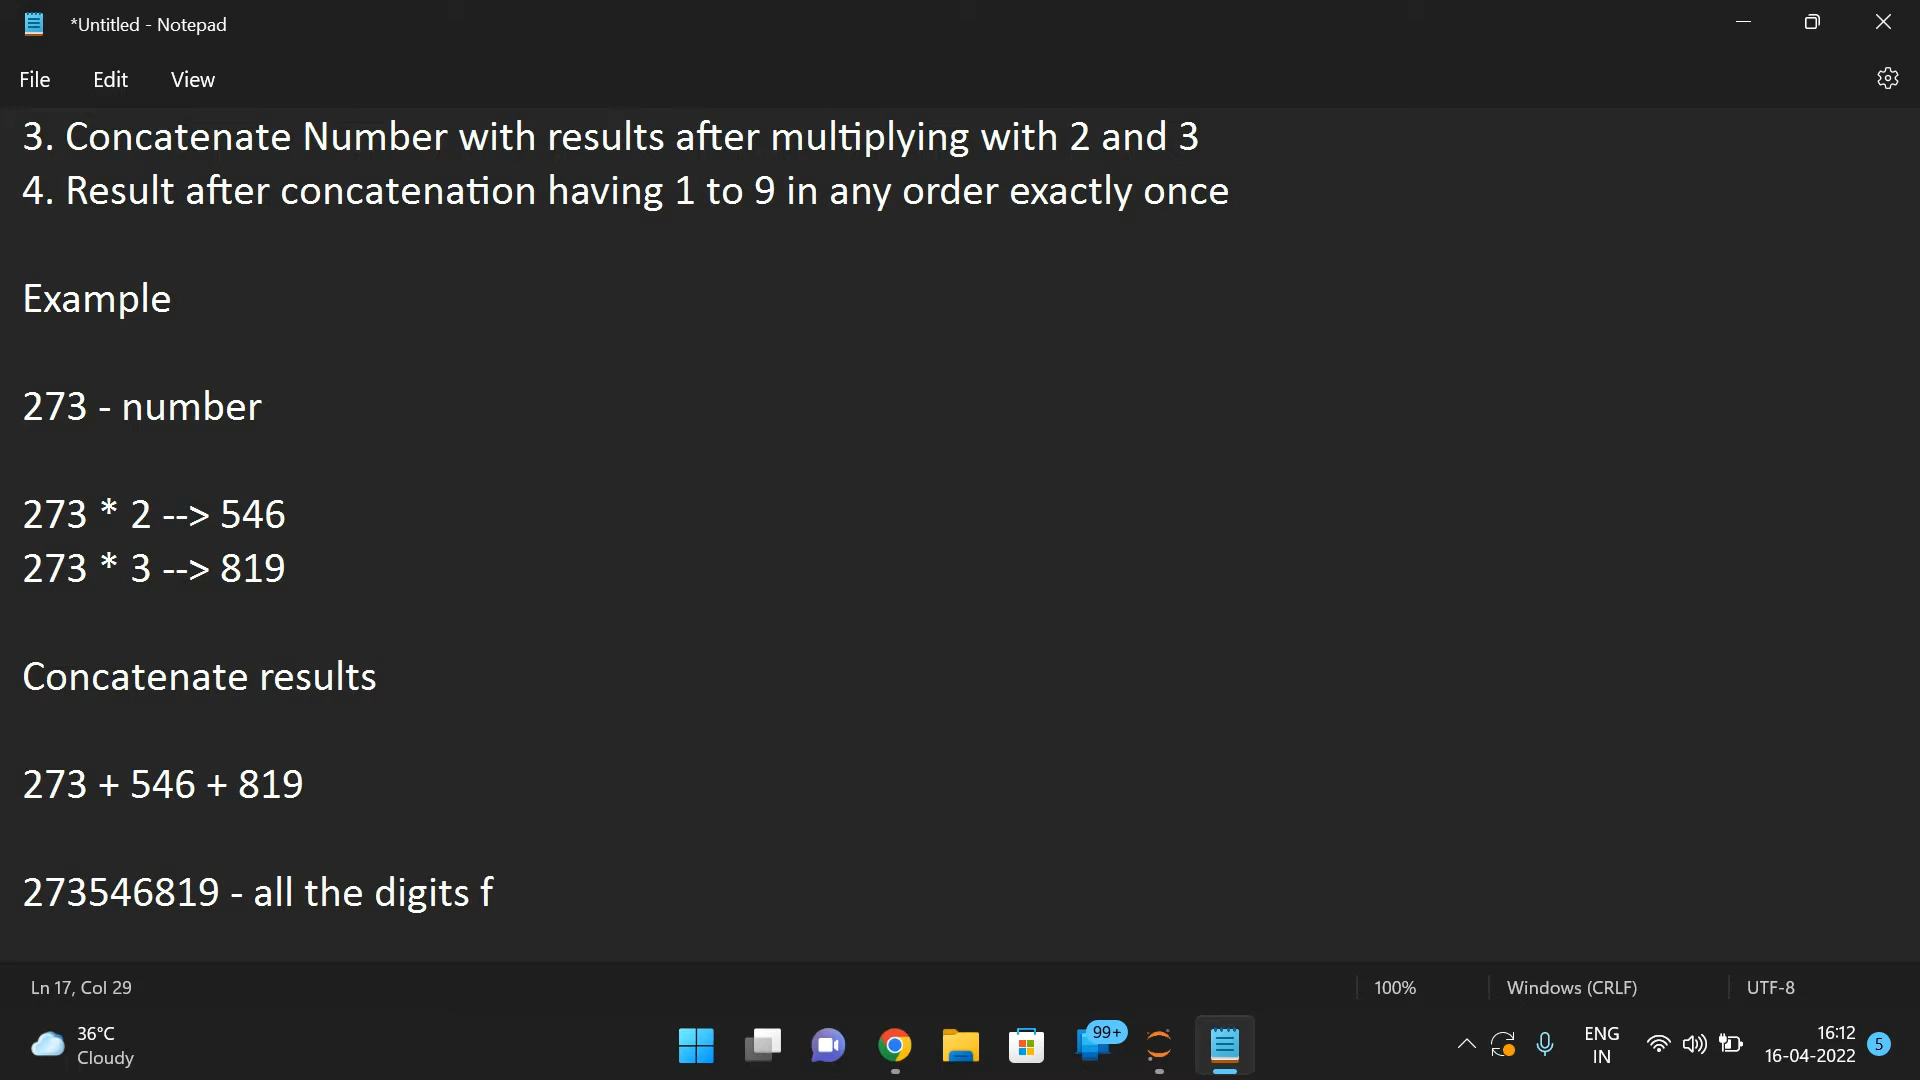 *Untitled - Notepad
File Edit View
3. Concatenate Number with results after multiplying with 2 and 3
4. Result after concatenation having 1 to 9 in any order exactly once
Example
273 - number
273 * 2 --> 546
273 * 3 --> 819
Concatenate results
273 + 546 + 819
273546819 - all the digits f
Ln 17, Col 29 100% Windows (CRLF) UTF-8
36°C
Cloudy
99+
ENG
IN
16:12
16-04-2022
5